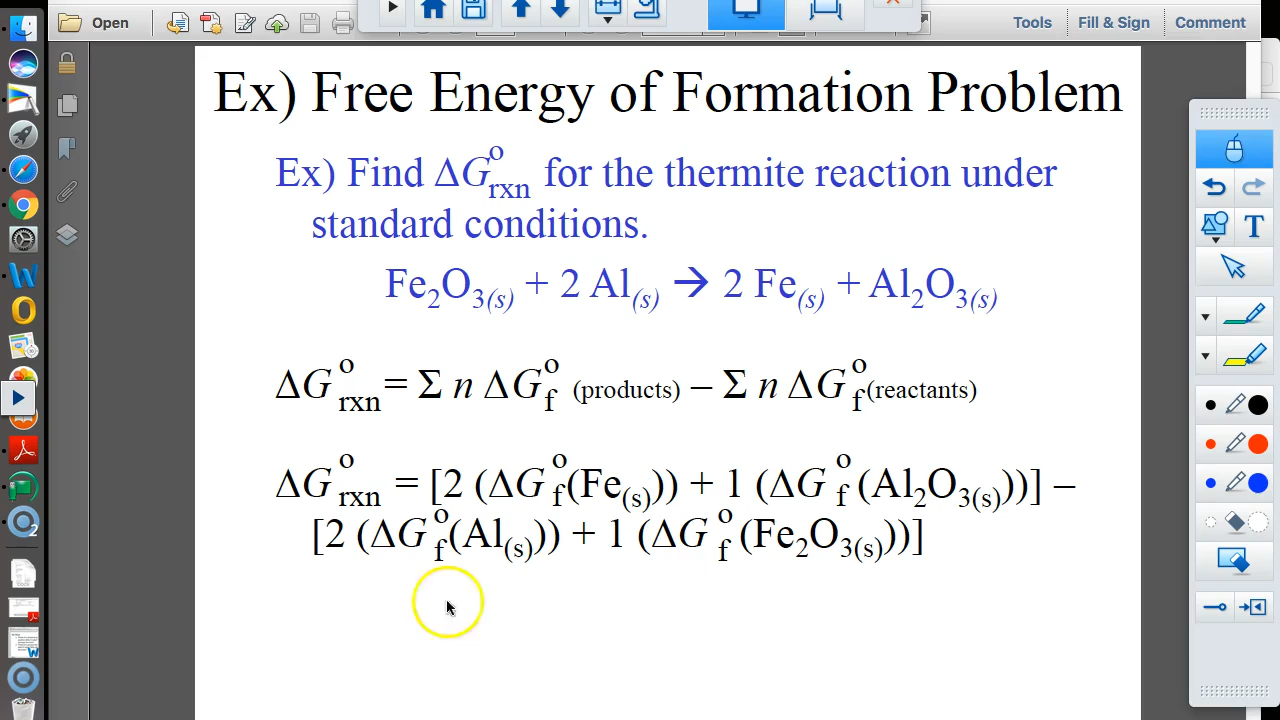 Open
Tools
Fill & Sign
Comment
Ex) Free Energy of Formation Problem
Ex) Find ΔG°rxn for the thermite reaction under
standard conditions.
Fe₂O₃(s) + 2 Al(s) → 2 Fe(s) + Al₂O₃(s)
ΔG°rxn = Σ n ΔG°f (products) – Σ n ΔG°f(reactants)
ΔG°rxn = [2 (ΔG°f(Fe(s))) + 1 (ΔG°f (Al₂O₃(s)))] –
[2 (ΔG°f(Al(s))) + 1 (ΔG°f (Fe₂O₃(s)))]
T